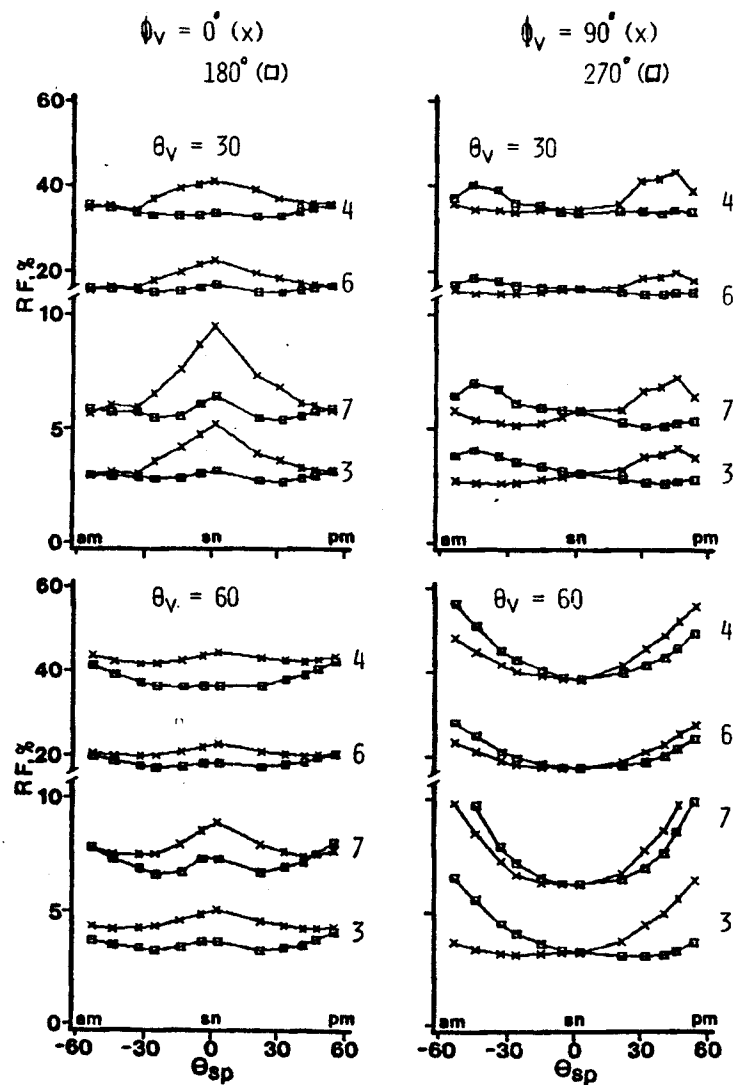 ϕv = 0° (x)
180° (□)
ϕv = 90° (x)
270° (□)
60
40
20
10
5
0
RF,%
θv = 30
4
6
7
3
am
sn
pm
θv = 30
4
6
7
3
am
sn
pm
60
40
20
10
5
0
RF,%
θv = 60
4
6
7
3
am
sn
pm
-60
-30
0
30
60
θsp
θv = 60
4
6
7
3
am
sn
pm
-60
-30
0
30
60
θsp